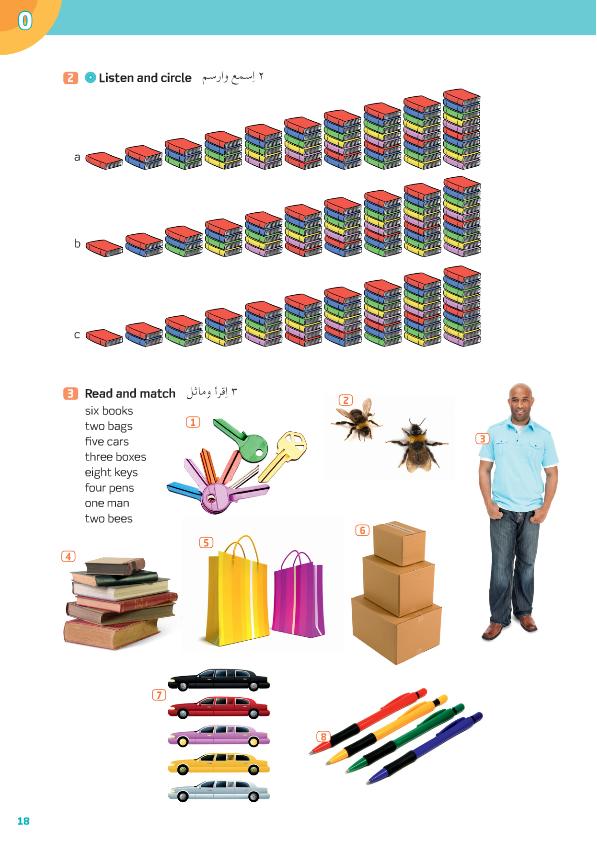 0
2 Listen and circle ٢ إسمع وارسم
a
b
c
3 Read and match ٣ إقرأ وماثل
six books
two bags
five cars
three boxes
eight keys
four pens
one man
two bees
1
2
3
4
5
6
7
8
18